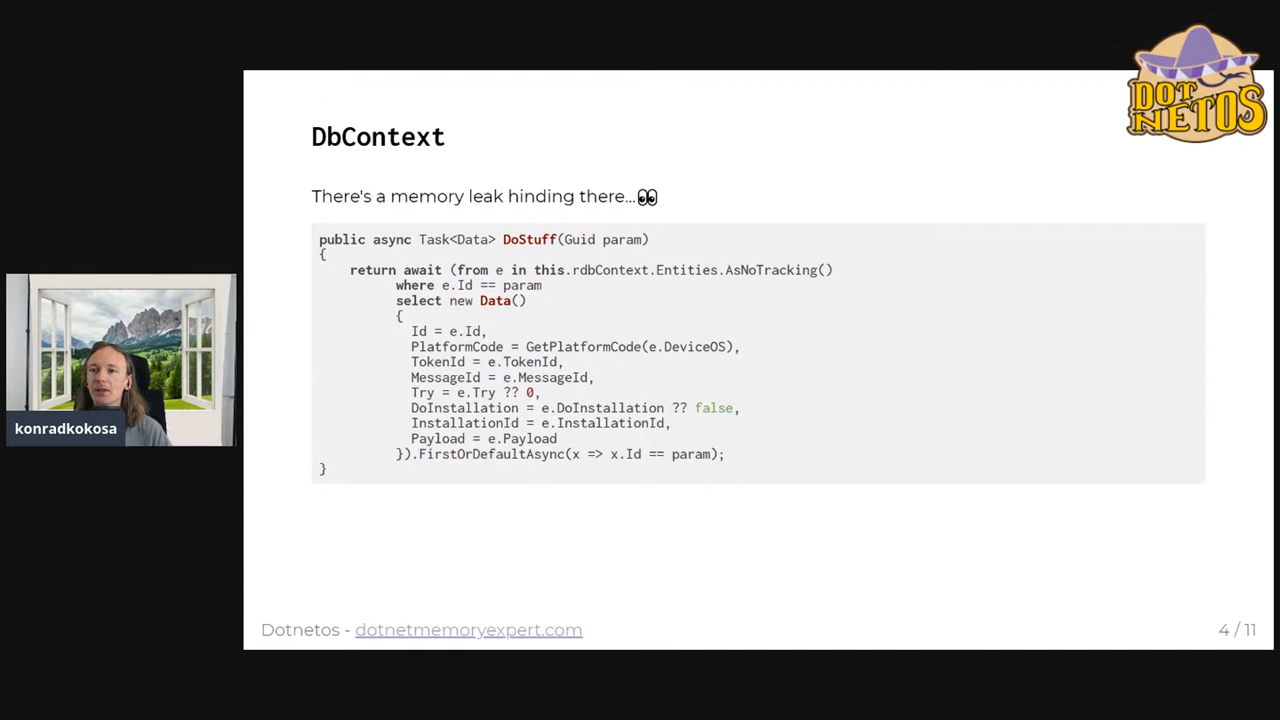 DOT
NETOS
DbContext
There's a memory leak hinding there...👀
public async Task<Data> DoStuff(Guid param)
{
    return await (from e in this.rdbContext.Entities.AsNoTracking()
          where e.Id == param
          select new Data()
          {
            Id = e.Id,
            PlatformCode = GetPlatformCode(e.DeviceOS),
            TokenId = e.TokenId,
            MessageId = e.MessageId,
            Try = e.Try ?? 0,
            DoInstallation = e.DoInstallation ?? false,
            InstallationId = e.InstallationId,
            Payload = e.Payload
          }).FirstOrDefaultAsync(x => x.Id == param);
}
konradkokosa
Dotnetos - dotnetmemoryexpert.com
4 / 11